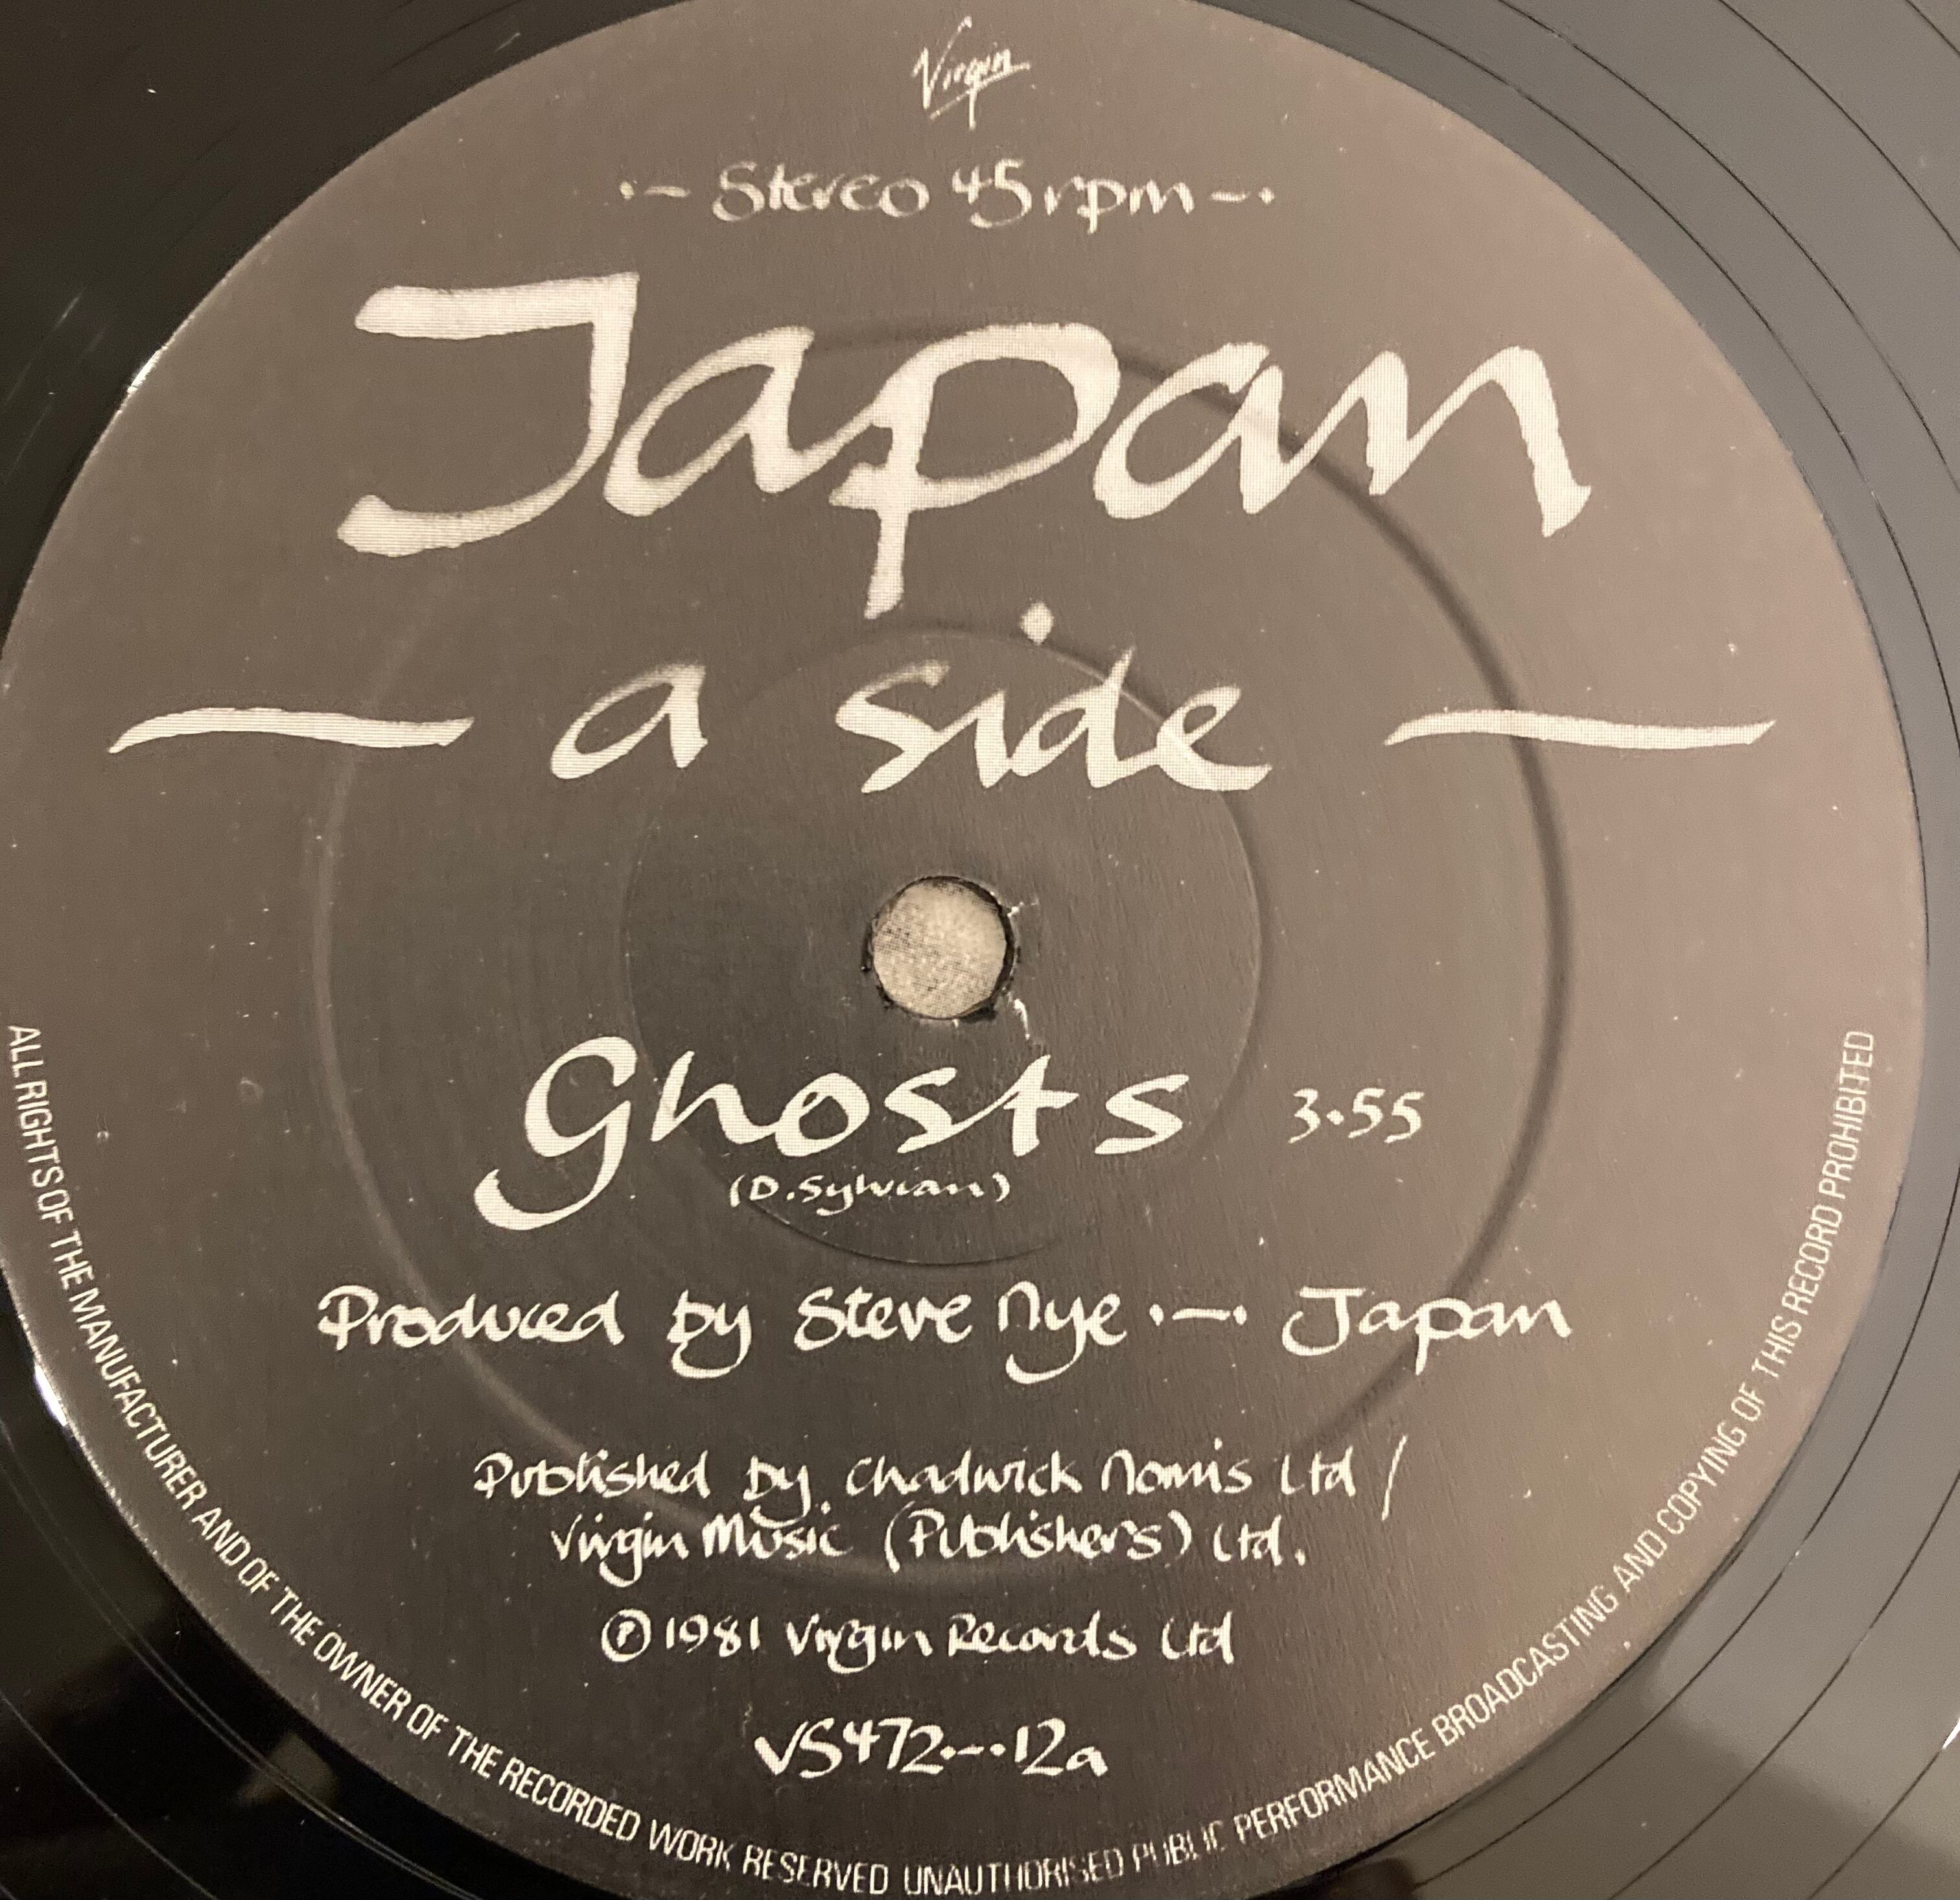 Virgin
·– Stereo 45 rpm –·
Japan
— a side —
Ghosts 3·55
(D. Sylvian)
Produced by Steve Nye ·–· Japan
Published by. Chadwick Nomis Ltd /
Virgin Music (Publishers) Ltd.
℗ 1981 Virgin Records Ltd
VS472·–·12a
ALL RIGHTS OF THE MANUFACTURER AND OF THE OWNER OF THE RECORDED WORK RESERVED UNAUTHORISED PUBLIC PERFORMANCE BROADCASTING AND COPYING OF THIS RECORD PROHIBITED